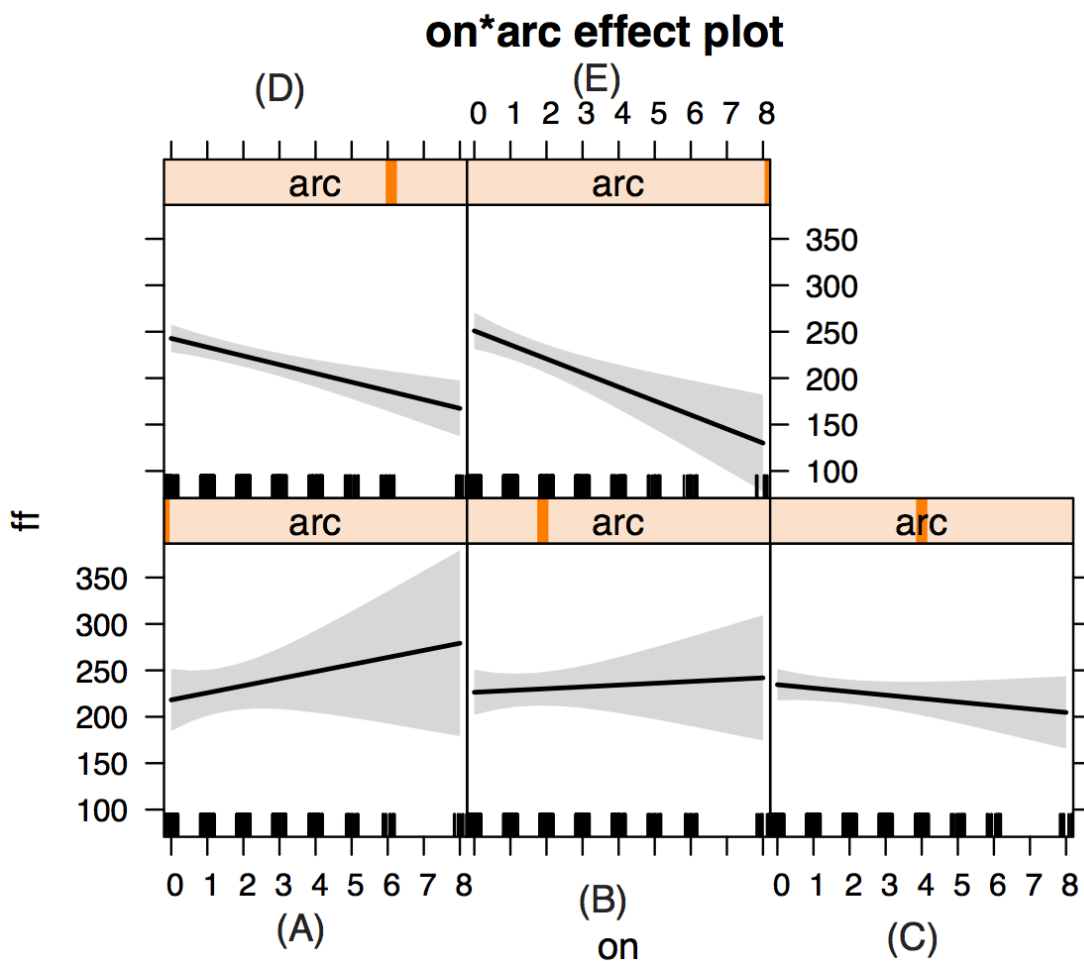 on*arc effect plot
(D) (E)
0 1 2 3 4 5 6 7 8
arc arc
350
300
250
200
150
100
ff
arc arc arc
350
300
250
200
150
100
0 1 2 3 4 5 6 7 8 0 1 2 3 4 5 6 7 8
(A) (B) (C)
on